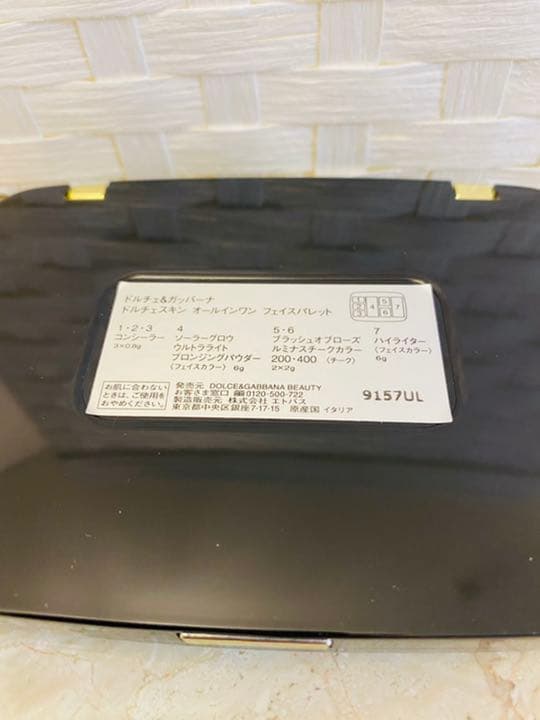 ドルチェ&ガッバーナ
ドルチェスキン オールインワン フェイスパレット
1 2 3 4 5 6 7
1・2・3
コンシーラー
3×0.8g
4
ソーラーグロウ
ウルトラライト
ブロンジングパウダー
(フェイスカラー) 6g
5・6
ブラッシュオブローズ
ルミナスチークカラー
200・400 (チーク)
2×2g
7
ハイライター
(フェイスカラー)
6g
お肌に合わない
ときは、ご使用を
おやめください。
発売元 DOLCE&GABBANA BEAUTY
お客さま窓口 0120-500-722
製造販売元 株式会社 エトバス
東京都中央区銀座7-17-15 原産国 イタリア
9157UL